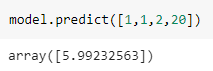 model.predict([1,1,2,20])
array([5.99232563])